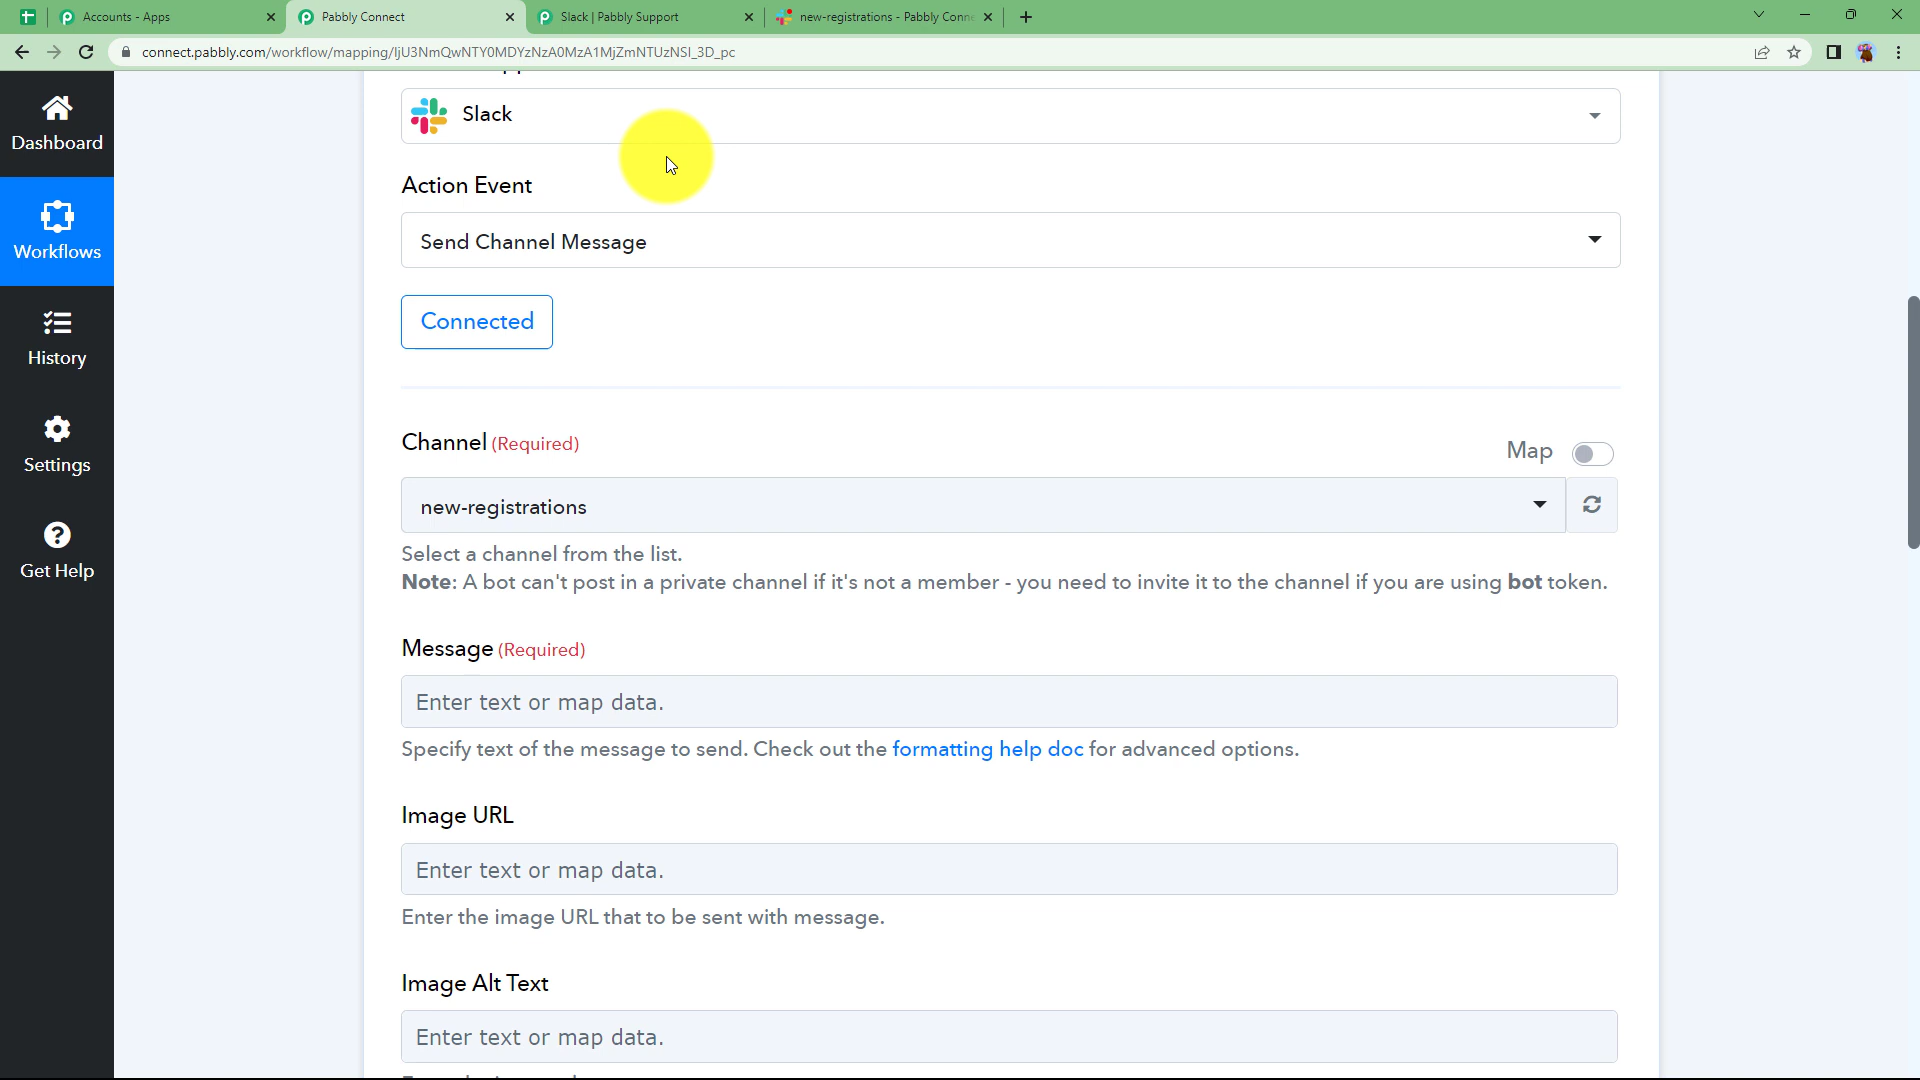 Accounts - Apps
Pabbly Connect
Slack | Pabbly Support
new-registrations - Pabbly Conn
connect.pabbly.com/workflow/mapping/IjU3NmQwNTY0MDYzNzA0MzA1MjZmNTUzNSI_3D_pc
Dashboard
Workflows
History
Settings
Get Help
Slack
Action Event
Send Channel Message
Connected
Channel (Required)
Map
new-registrations
Select a channel from the list.
Note: A bot can't post in a private channel if it's not a member - you need to invite it to the channel if you are using bot token.
Message (Required)
Enter text or map data.
Specify text of the message to send. Check out the formatting help doc for advanced options.
Image URL
Enter text or map data.
Enter the image URL that to be sent with message.
Image Alt Text
Enter text or map data.